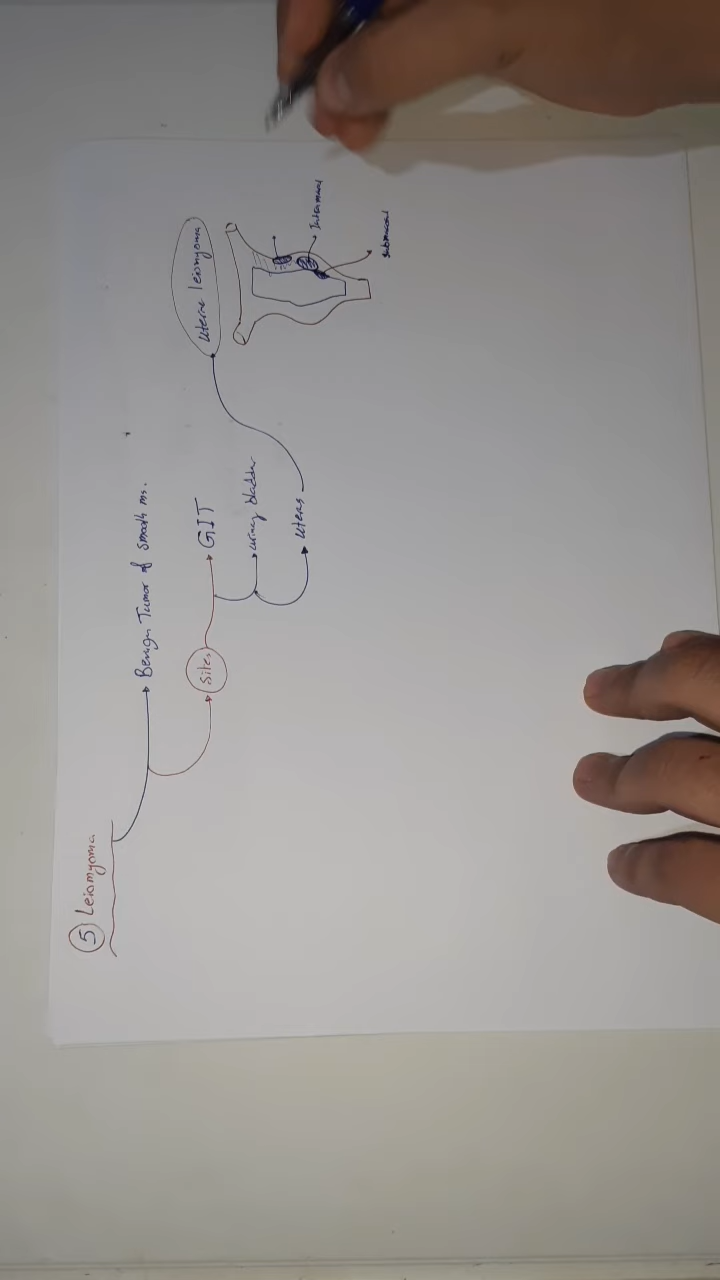 5 Leiomyoma
Benign Tumor of smooth ms.
Sites
GIT
urinary bladder
uterus
uterine leiomyoma
Intramural
submucosal